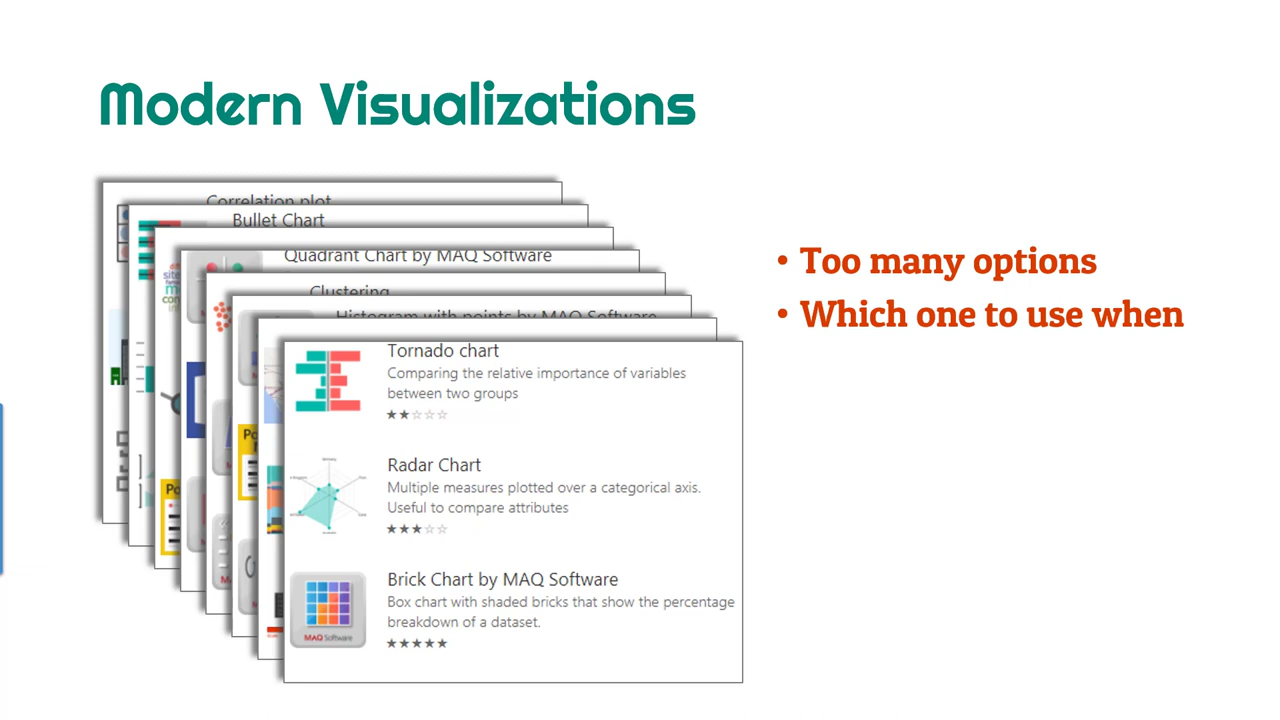 Modern Visualizations
Correlation plot
Bullet Chart
Quadrant Chart by MAQ Software
Clustering
Histogram with points by MAQ Software
Tornado chart
Comparing the relative importance of variables
between two groups
★★☆☆☆
Radar Chart
Multiple measures plotted over a categorical axis.
Useful to compare attributes
★★★☆☆
Brick Chart by MAQ Software
Box chart with shaded bricks that show the percentage
breakdown of a dataset.
★★★★★
MAQ Software
• Too many options
• Which one to use when